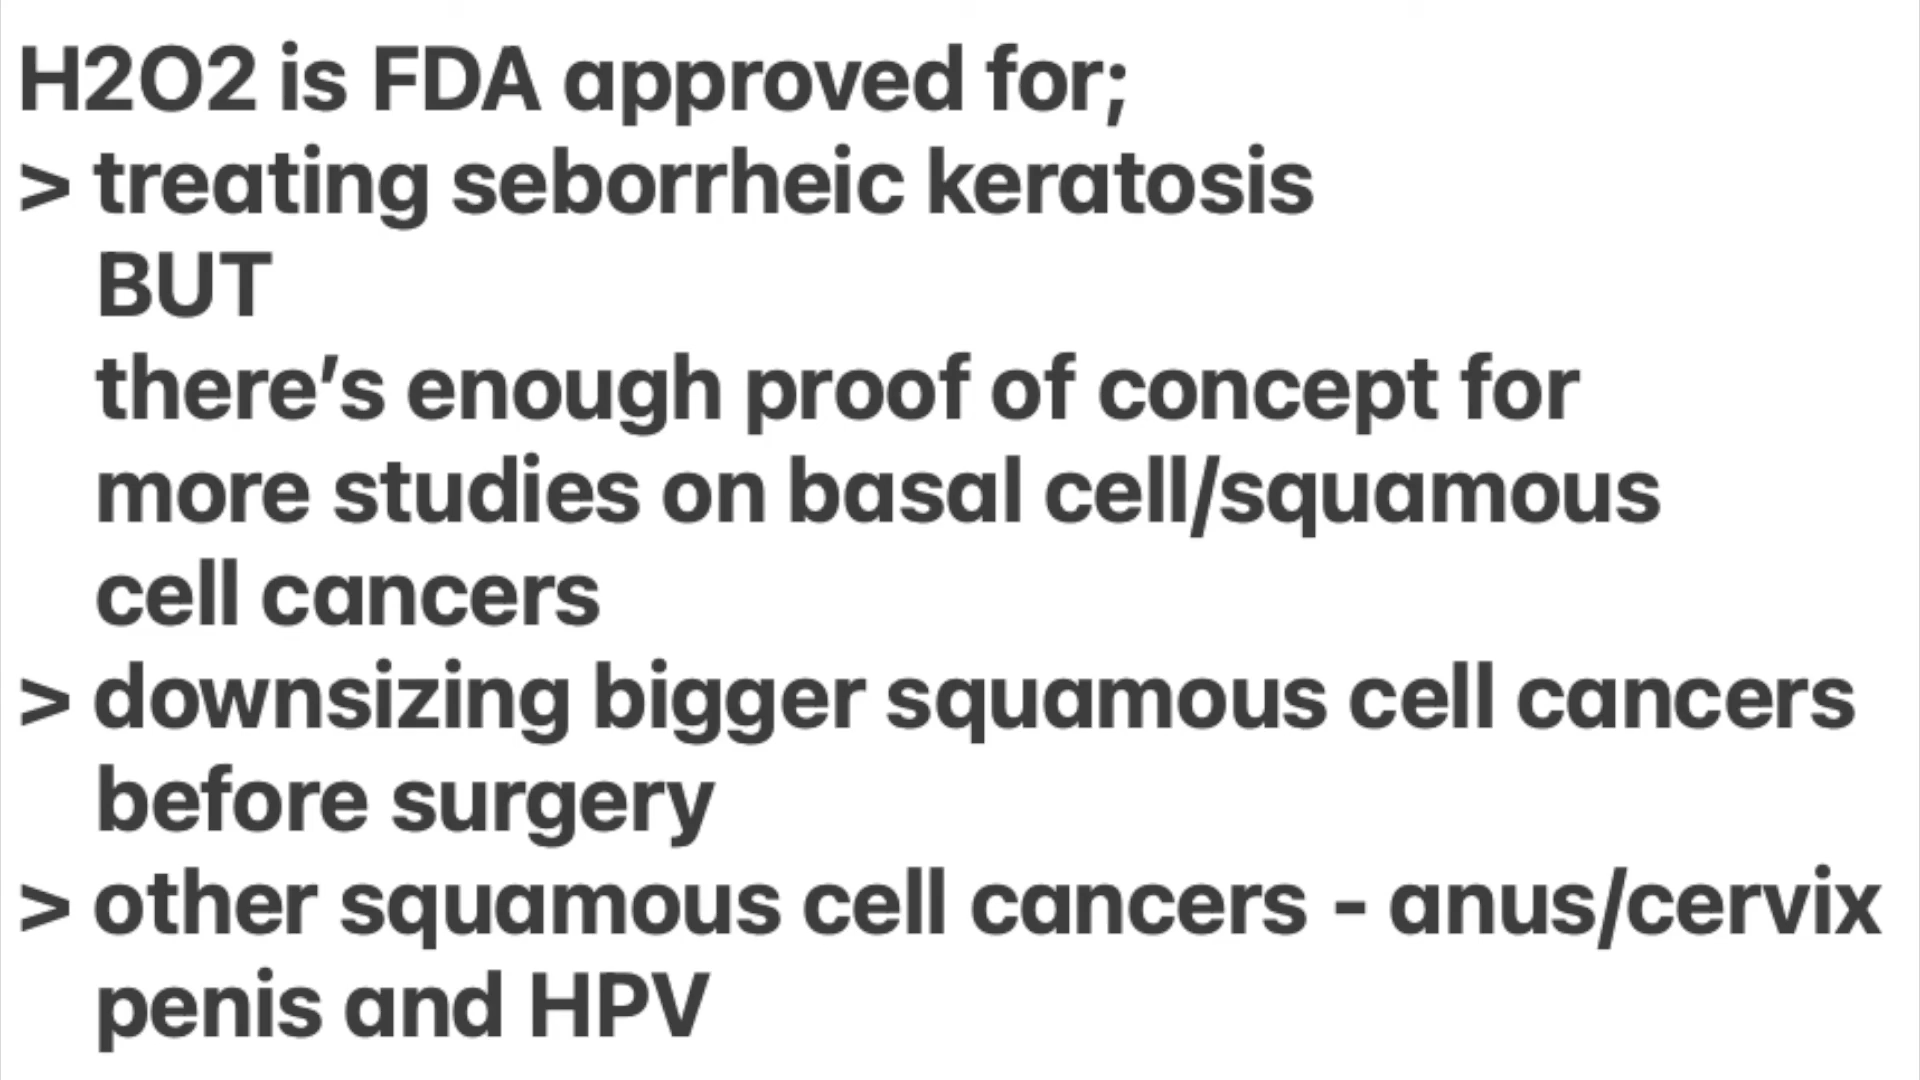 H2O2 is FDA approved for;
> treating seborrheic keratosis
BUT
there’s enough proof of concept for
more studies on basal cell/squamous
cell cancers
> downsizing bigger squamous cell cancers
before surgery
> other squamous cell cancers - anus/cervix
penis and HPV